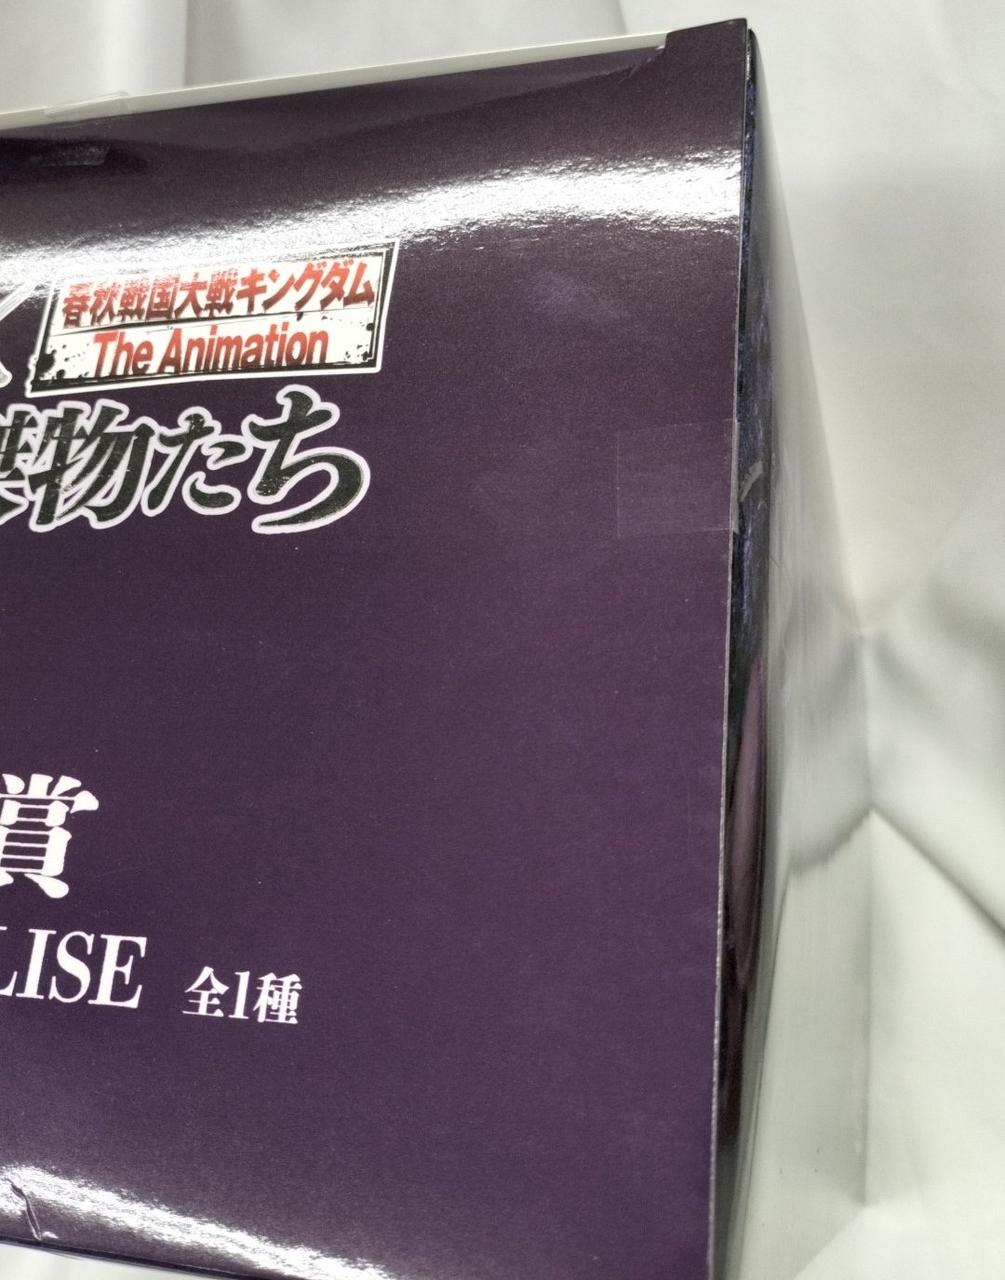 春秋戦国大戦キングダム
The Animation
傑物たち
賞
LISE 全1種